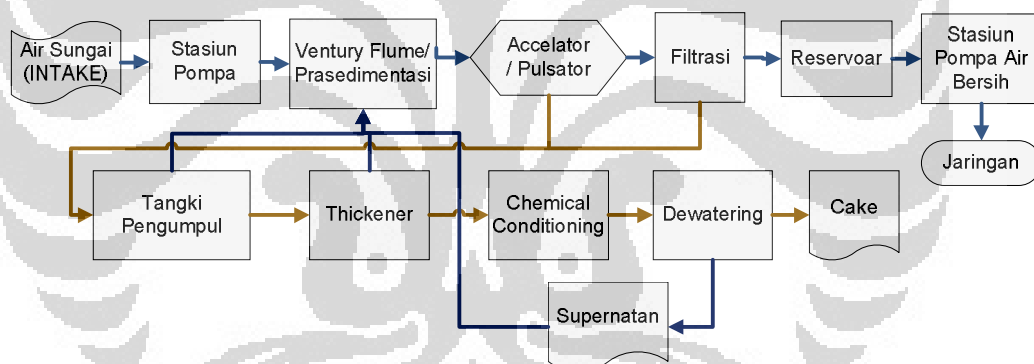 Air Sungai
(INTAKE)
Stasiun
Pompa
Ventury Flume/
Prasedimentasi
Accelator
/ Pulsator
Filtrasi
Reservoar
Stasiun
Pompa Air
Bersih
Jaringan
Tangki
Pengumpul
Thickener
Chemical
Conditioning
Dewatering
Cake
Supernatan